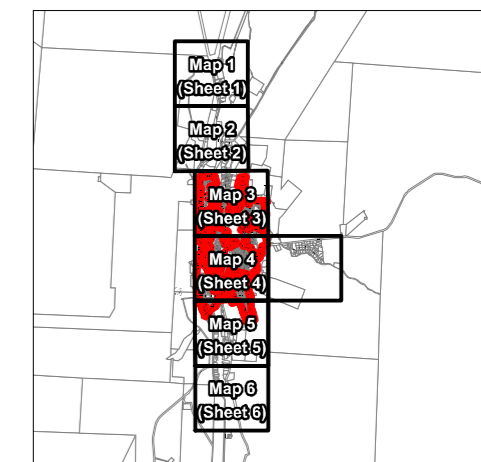 Map 1
(Sheet 1)
Map 2
(Sheet 2)
Map 3
(Sheet 3)
Map 4
(Sheet 4)
Map 5
(Sheet 5)
Map 6
(Sheet 6)